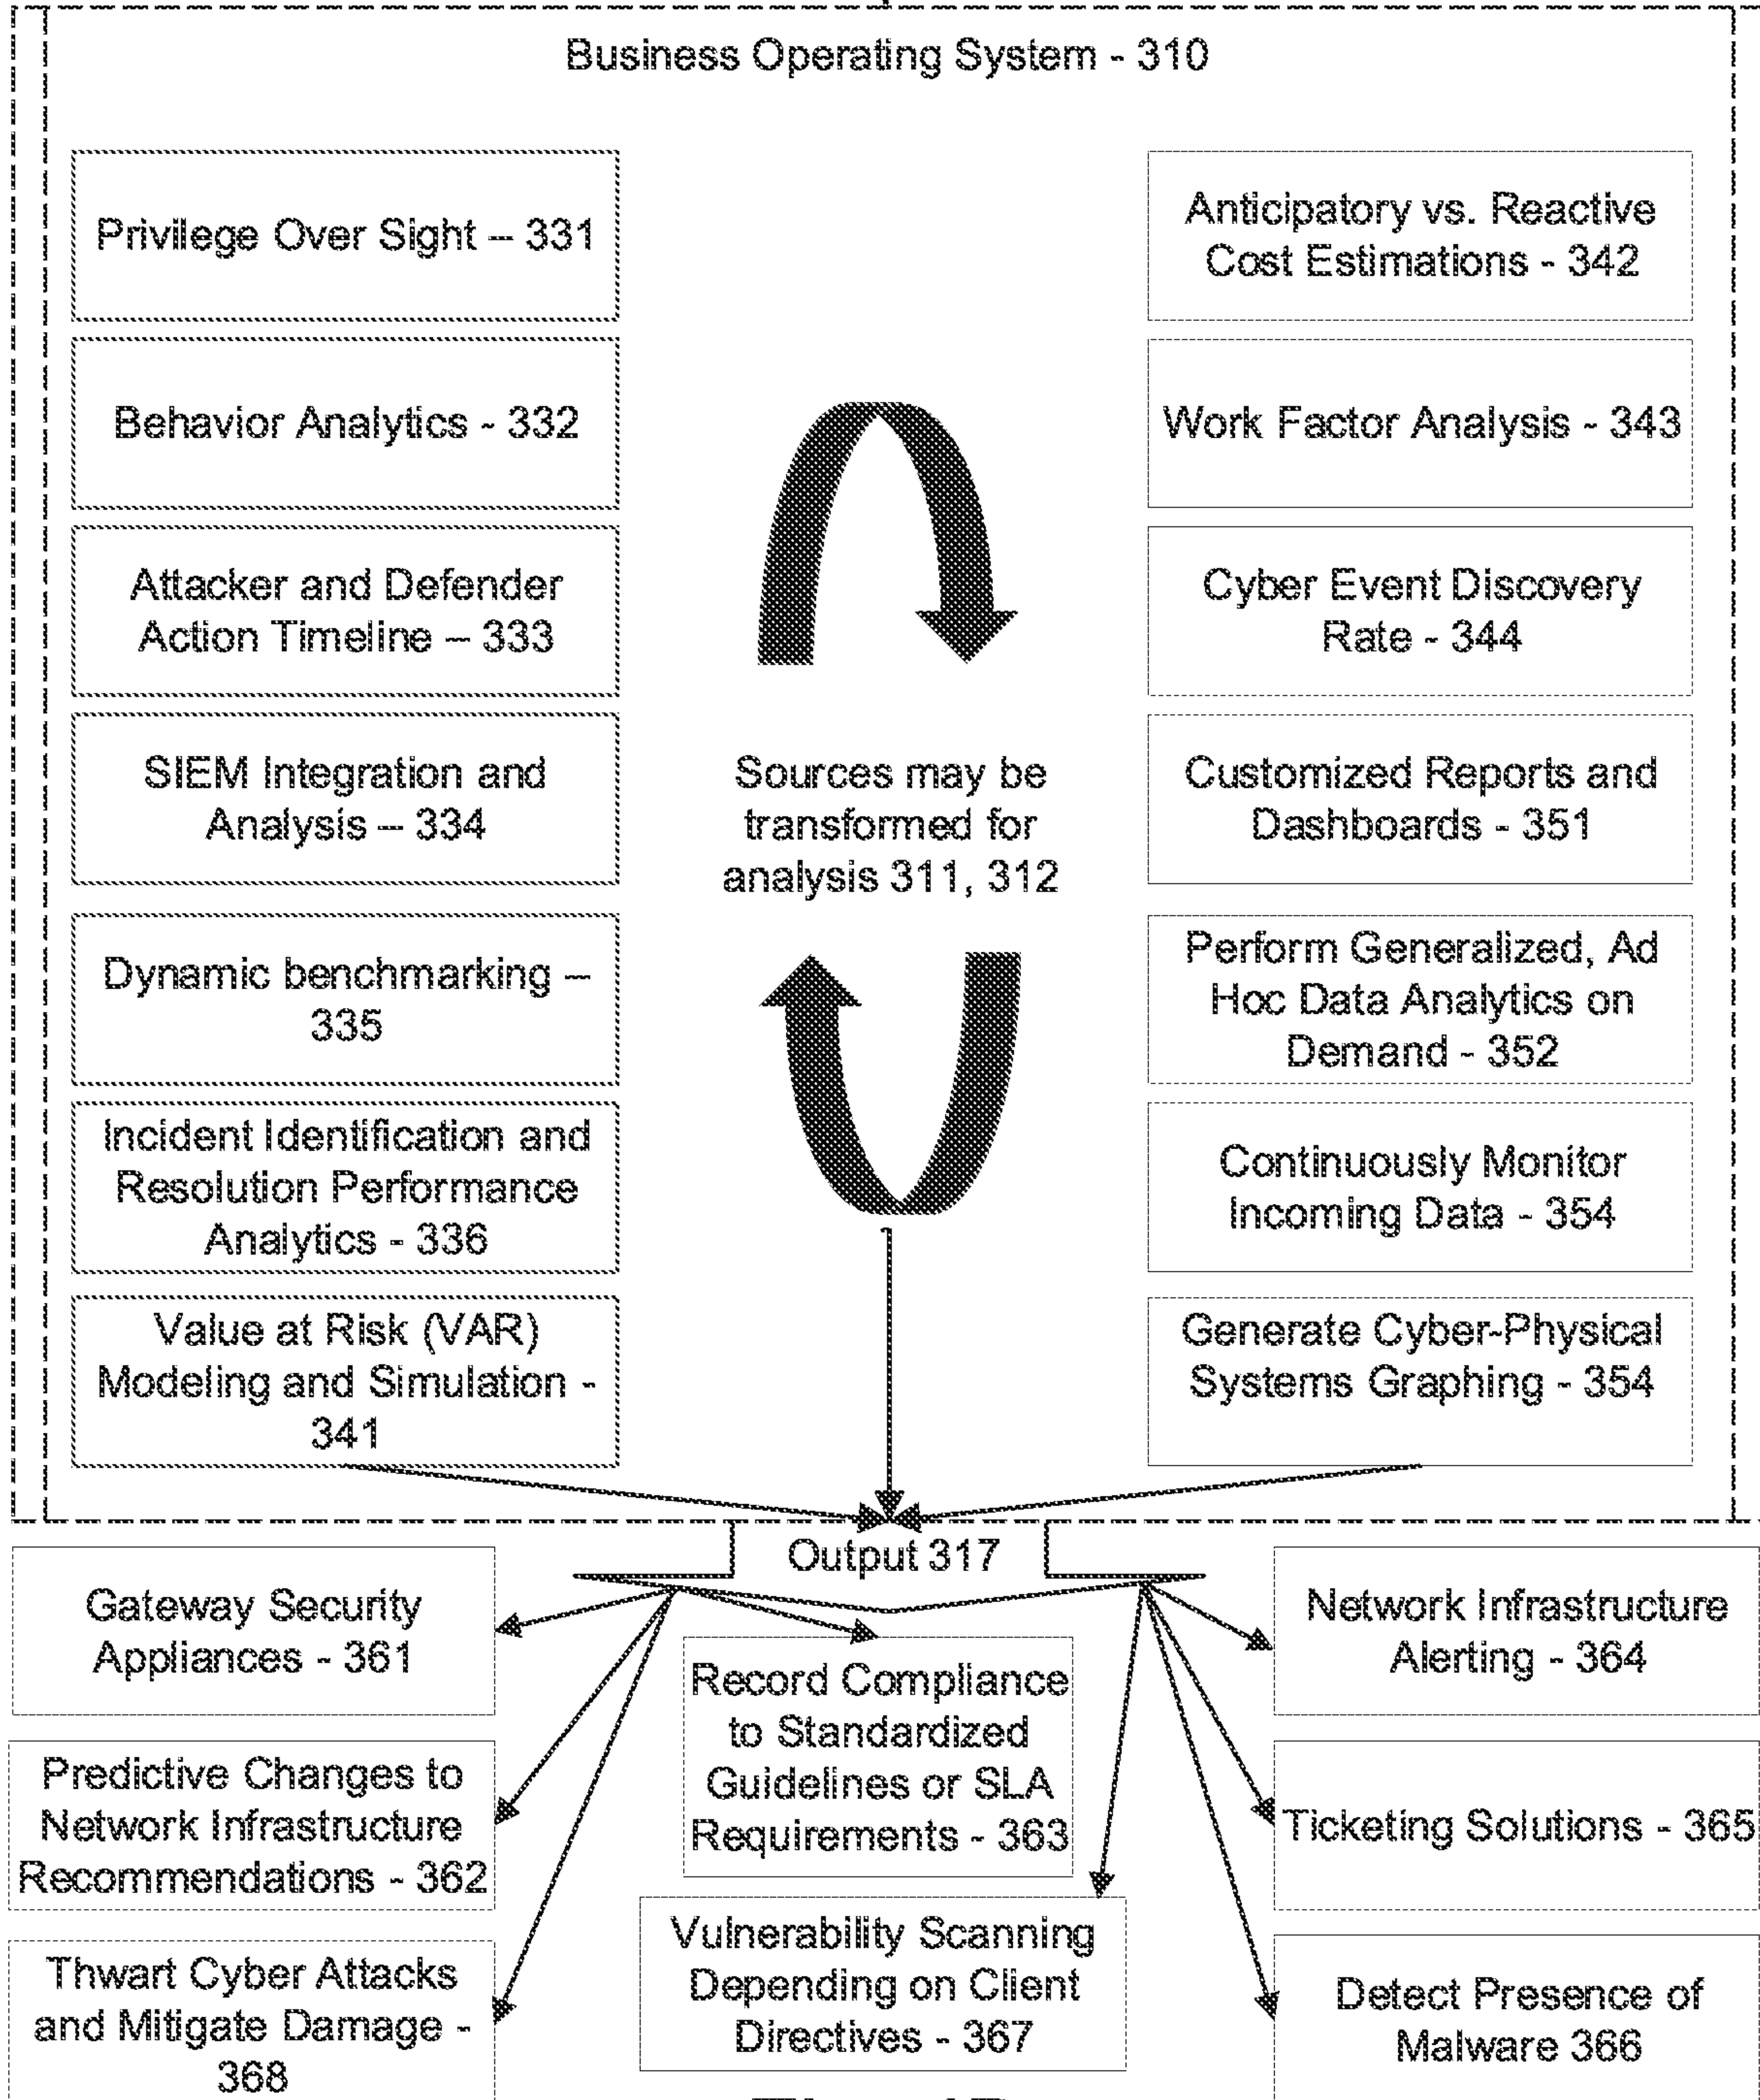 Business Operating System - 310
Privilege Over Sight – 331
Behavior Analytics - 332
Attacker and Defender
Action Timeline – 333
SIEM Integration and
Analysis – 334
Dynamic benchmarking –
335
Incident Identification and
Resolution Performance
Analytics - 336
Value at Risk (VAR)
Modeling and Simulation -
341
Sources may be
transformed for
analysis 311, 312
Anticipatory vs. Reactive
Cost Estimations - 342
Work Factor Analysis - 343
Cyber Event Discovery
Rate - 344
Customized Reports and
Dashboards - 351
Perform Generalized, Ad
Hoc Data Analytics on
Demand - 352
Continuously Monitor
Incoming Data - 354
Generate Cyber-Physical
Systems Graphing - 354
Output 317
Gateway Security
Appliances - 361
Predictive Changes to
Network Infrastructure
Recommendations - 362
Thwart Cyber Attacks
and Mitigate Damage -
368
Record Compliance
to Standardized
Guidelines or SLA
Requirements - 363
Vulnerability Scanning
Depending on Client
Directives - 367
Network Infrastructure
Alerting - 364
Ticketing Solutions - 365
Detect Presence of
Malware 366